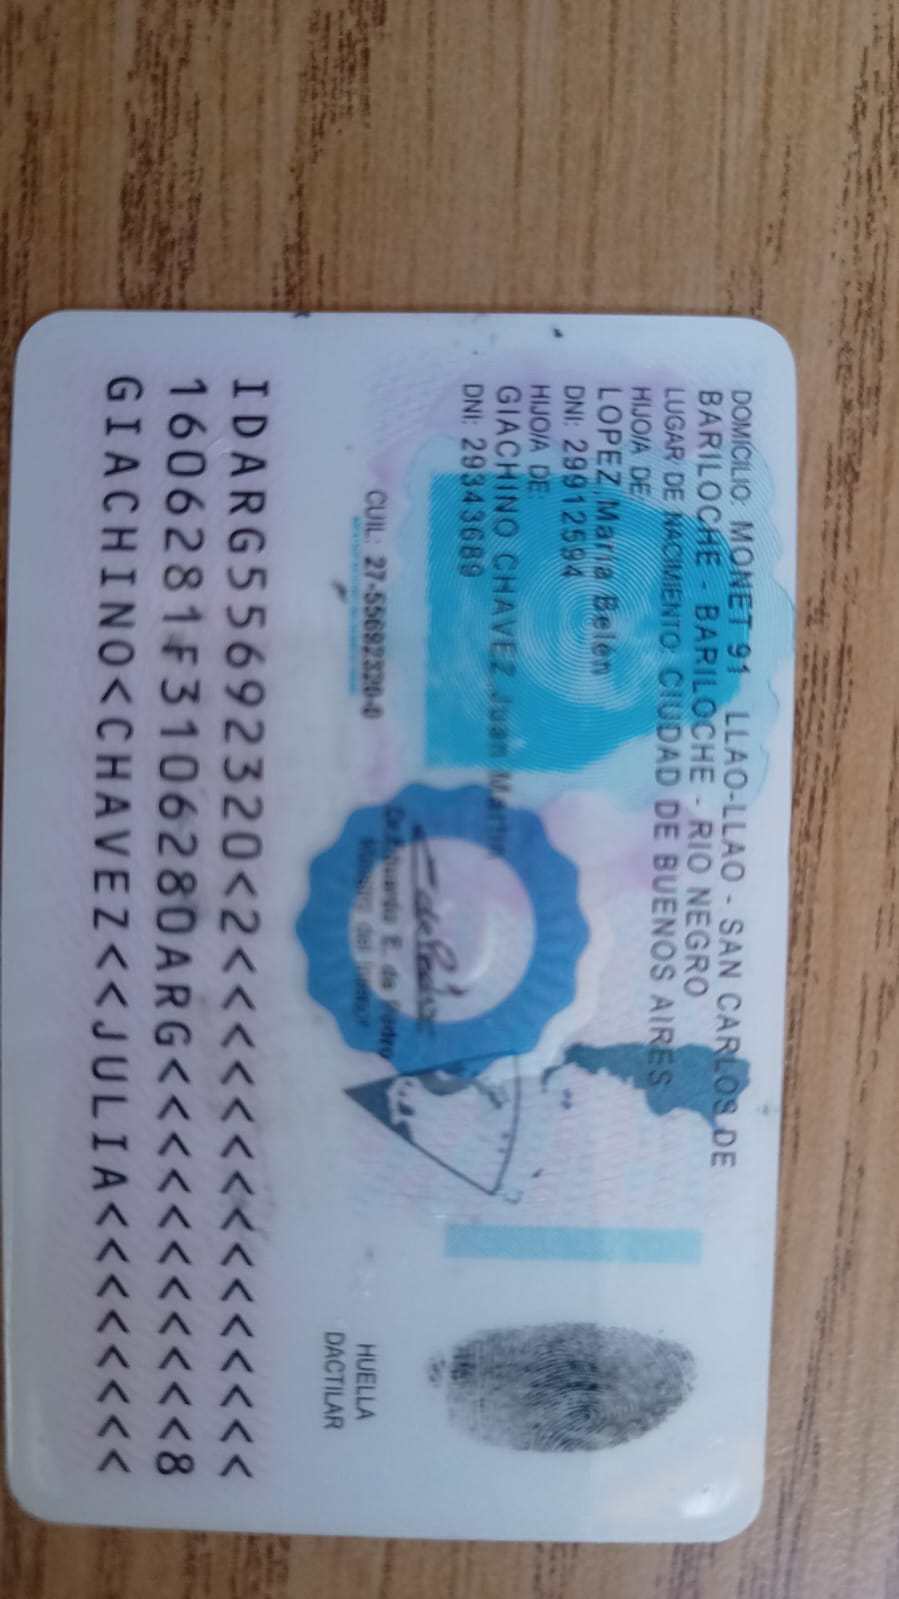 DOMICILIO: MONET 91 LLAO-LLAO - SAN CARLOS DE
BARILOCHE - BARILOCHE - RIO NEGRO
LUGAR DE NACIMIENTO: CIUDAD DE BUENOS AIRES
HIJO/A DE:
LOPEZ María Belén
DNI: 29912594
HIJO/A DE:
GIACHINO CHAVEZ Juan Martin
DNI: 29343689
CUIL: 27-55692320-0
Dr. Eduardo E. de Pedro
Ministro del Interior
HUELLA
DACTILAR
IDARG55692320<2<<<<<<<<<<<<<<<
1606281F3106280ARG<<<<<<<<<<<8
GIACHINO<CHAVEZ<<JULIA<<<<<<<<